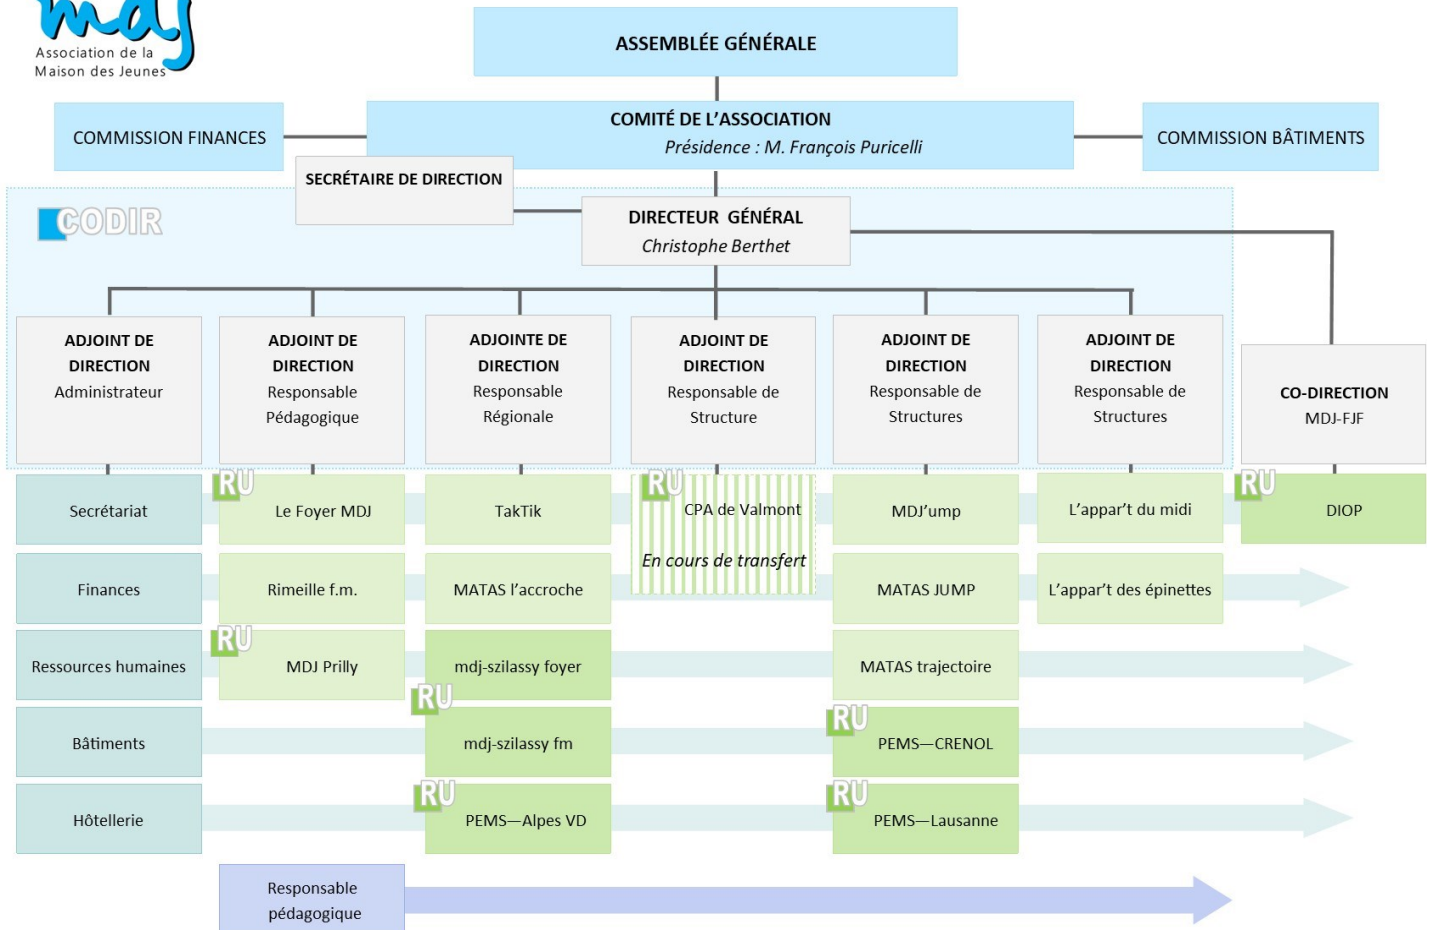 mdj
Association de la
Maison des Jeunes
ASSEMBLÉE GÉNÉRALE
COMMISSION FINANCES
COMITÉ DE L’ASSOCIATION
Présidence : M. François Puricelli
COMMISSION BÂTIMENTS
SECRÉTAIRE DE DIRECTION
CODIR
DIRECTEUR GÉNÉRAL
Christophe Berthet
ADJOINT DE
DIRECTION
Administrateur
ADJOINT DE
DIRECTION
Responsable
Pédagogique
ADJOINTE DE
DIRECTION
Responsable
Régionale
ADJOINT DE
DIRECTION
Responsable de
Structure
ADJOINT DE
DIRECTION
Responsable de
Structures
ADJOINT DE
DIRECTION
Responsable de
Structures
CO-DIRECTION
MDJ-FJF
Secrétariat
RU
Le Foyer MDJ
TakTik
RU
CPA de Valmont
En cours de transfert
MDJ’ump
L’appar’t du midi
RU
DIOP
Finances
Rimeille f.m.
MATAS l’accroche
MATAS JUMP
L’appar’t des épinettes
Ressources humaines
RU
MDJ Prilly
mdj-szilassy foyer
MATAS trajectoire
Bâtiments
RU
mdj-szilassy fm
RU
PEMS—CRENOL
Hôtellerie
RU
PEMS—Alpes VD
RU
PEMS—Lausanne
Responsable
pédagogique